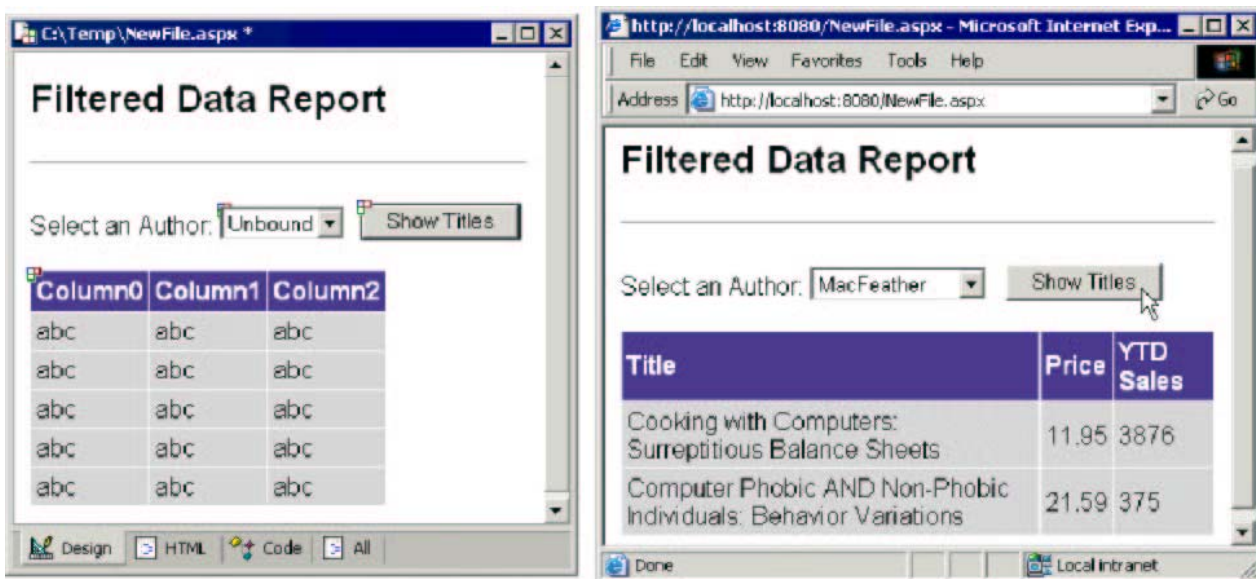 C:\Temp\NewFile.aspx *
Filtered Data Report
Select an Author: Unbound Show Titles
Column0 Column1 Column2
abc abc abc
abc abc abc
abc abc abc
abc abc abc
abc abc abc
Design HTML Code All
http://localhost:8080/NewFile.aspx - Microsoft Internet Exp...
File Edit View Favorites Tools Help
Address http://localhost:8080/NewFile.aspx Go
Filtered Data Report
Select an Author: MacFeather Show Titles
Title Price YTD Sales
Cooking with Computers:
Surreptitious Balance Sheets 11.95 3876
Computer Phobic AND Non-Phobic
Individuals: Behavior Variations 21.59 375
Done Local intranet